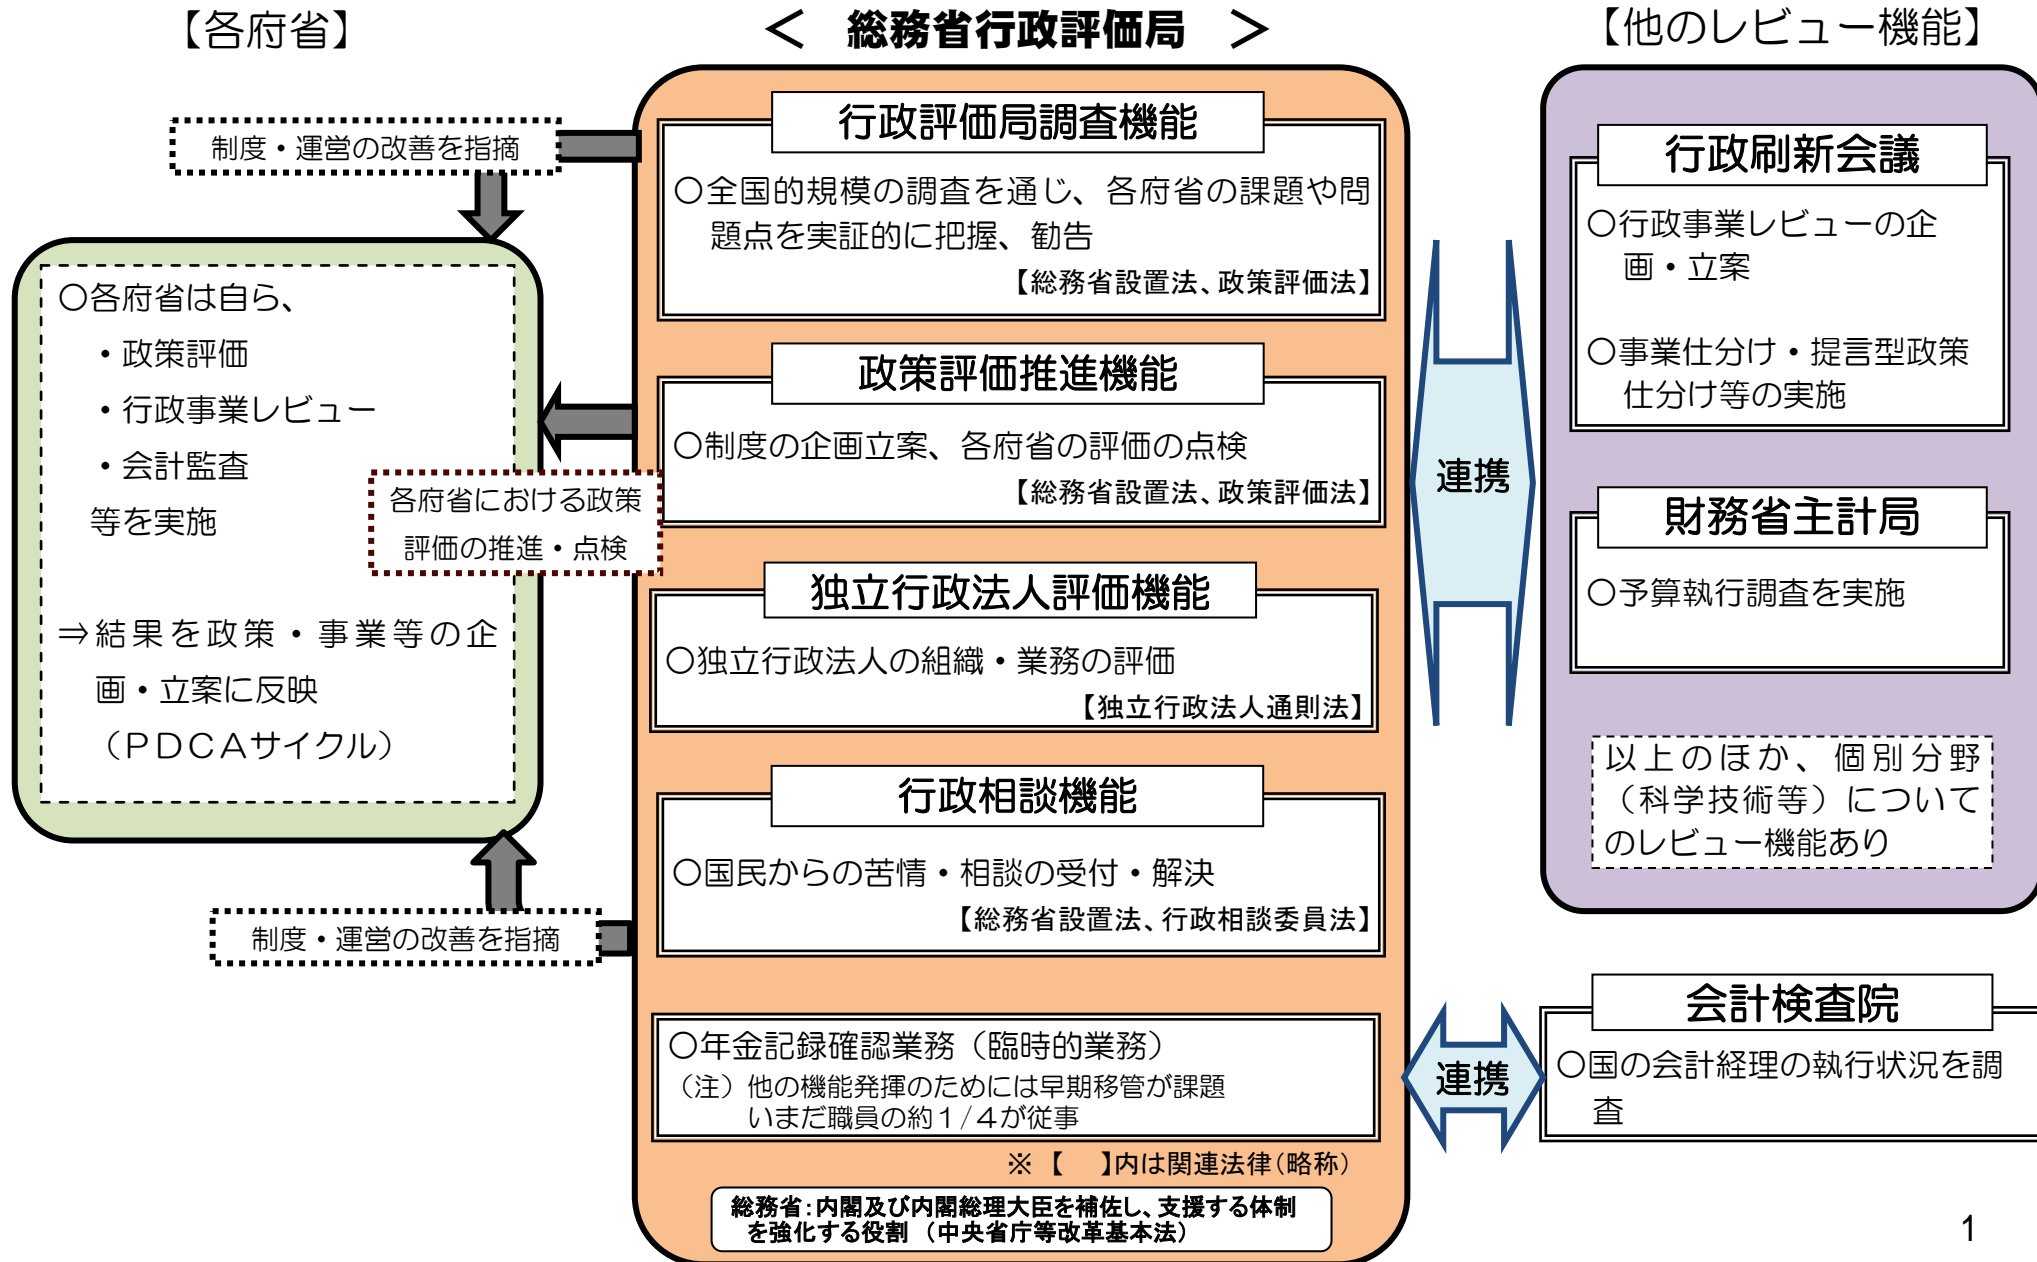 【各府省】
＜　総務省行政評価局　＞
【他のレビュー機能】
制度・運営の改善を指摘
○各府省は自ら、
・政策評価
・行政事業レビュー
・会計監査
等を実施
⇒結果を政策・事業等の企
画・立案に反映
（ＰＤＣＡサイクル）
各府省における政策
評価の推進・点検
制度・運営の改善を指摘
行政評価局調査機能
○全国的規模の調査を通じ、各府省の課題や問
題点を実証的に把握、勧告
【総務省設置法、政策評価法】
政策評価推進機能
○制度の企画立案、各府省の評価の点検
【総務省設置法、政策評価法】
独立行政法人評価機能
○独立行政法人の組織・業務の評価
【独立行政法人通則法】
行政相談機能
○国民からの苦情・相談の受付・解決
【総務省設置法、行政相談委員法】
○年金記録確認業務（臨時的業務）
（注）他の機能発揮のためには早期移管が課題
いまだ職員の約１/４が従事
※【　】内は関連法律（略称）
総務省：内閣及び内閣総理大臣を補佐し、支援する体制
を強化する役割（中央省庁等改革基本法）
連携
連携
行政刷新会議
○行政事業レビューの企
画・立案
○事業仕分け・提言型政策
仕分け等の実施
財務省主計局
○予算執行調査を実施
以上のほか、個別分野
（科学技術等）について
のレビュー機能あり
会計検査院
○国の会計経理の執行状況を調
査
1